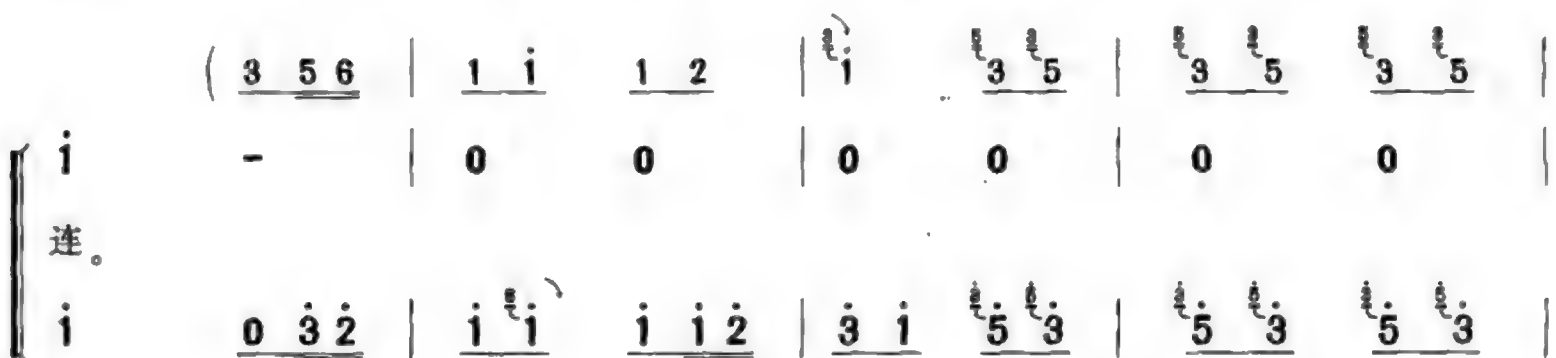 ( 3 5 6 | 1 i̇ 1 2 | i̇ 3 5 | 3 5 3 5 |
i̇ - | 0 0 | 0 0 | 0 0 |
连。
i̇ 0 3̇ 2̇ | i̇ i̇ i̇ i̇ 2̇ | 3̇ i̇ 5̇ 3̇ | 5̇ 3̇ 5̇ 3̇ |